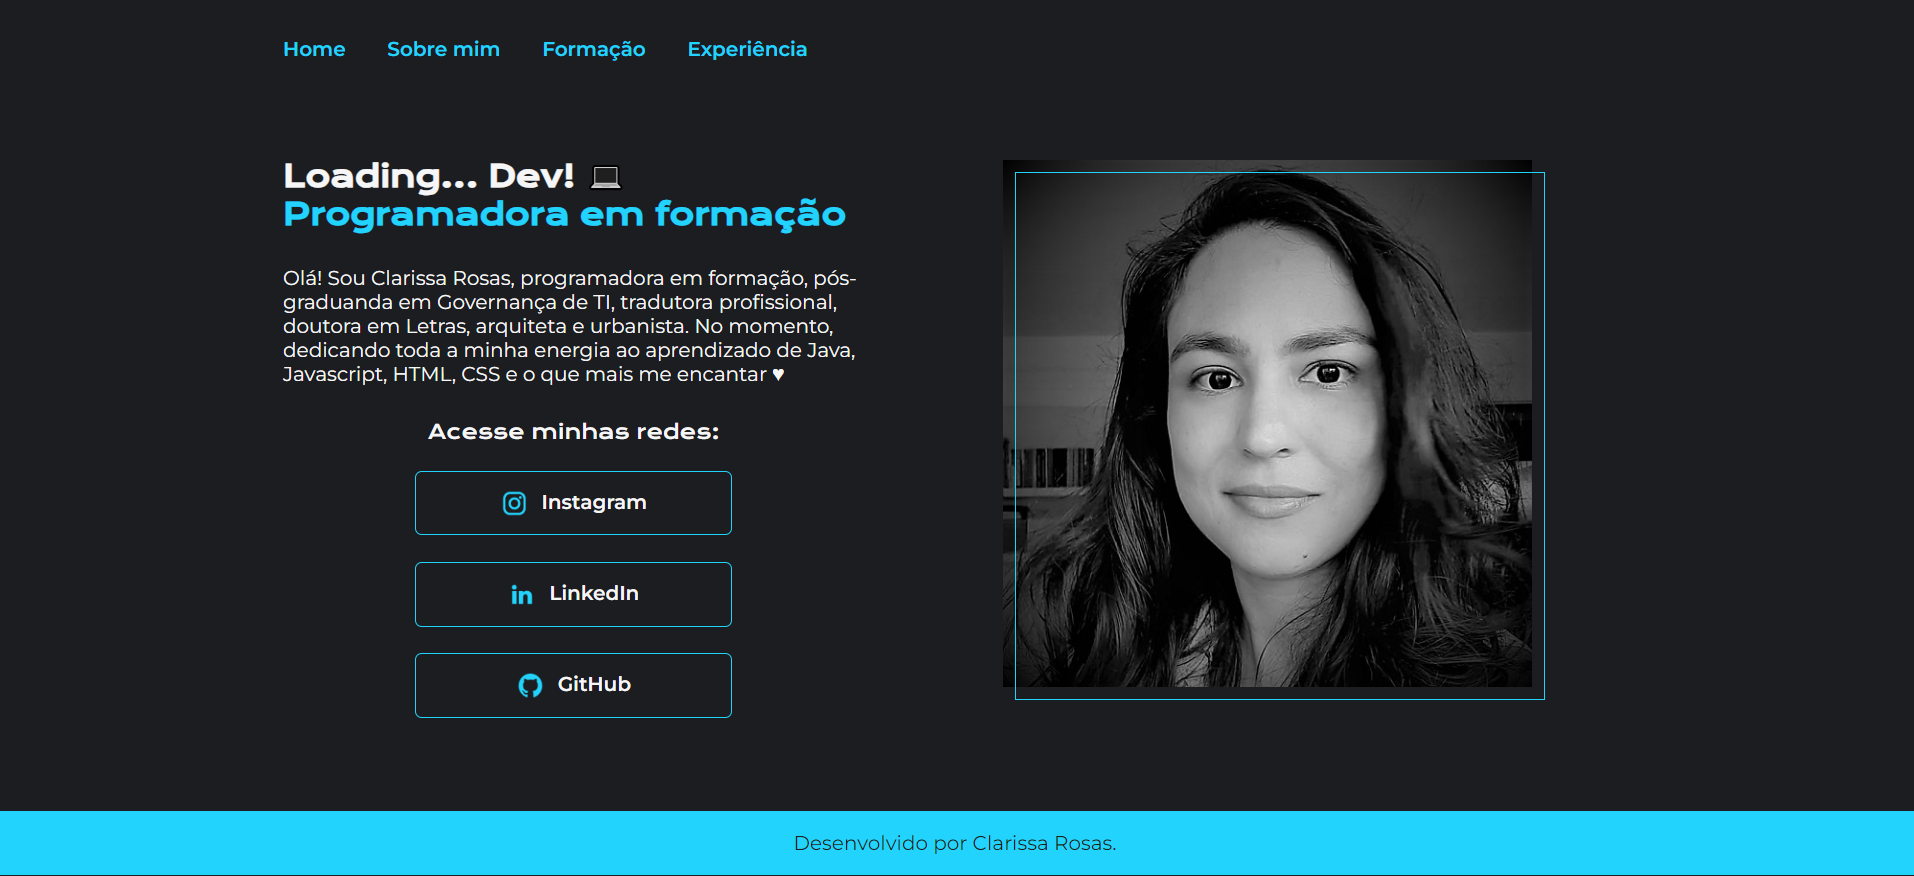 Home Sobre mim Formação Experiência
Loading... Dev! 💻
Programadora em formação
Olá! Sou Clarissa Rosas, programadora em formação, pós-
graduanda em Governança de TI, tradutora profissional,
doutora em Letras, arquiteta e urbanista. No momento,
dedicando toda a minha energia ao aprendizado de Java,
Javascript, HTML, CSS e o que mais me encantar ♥
Acesse minhas redes:
Instagram
LinkedIn
GitHub
Desenvolvido por Clarissa Rosas.